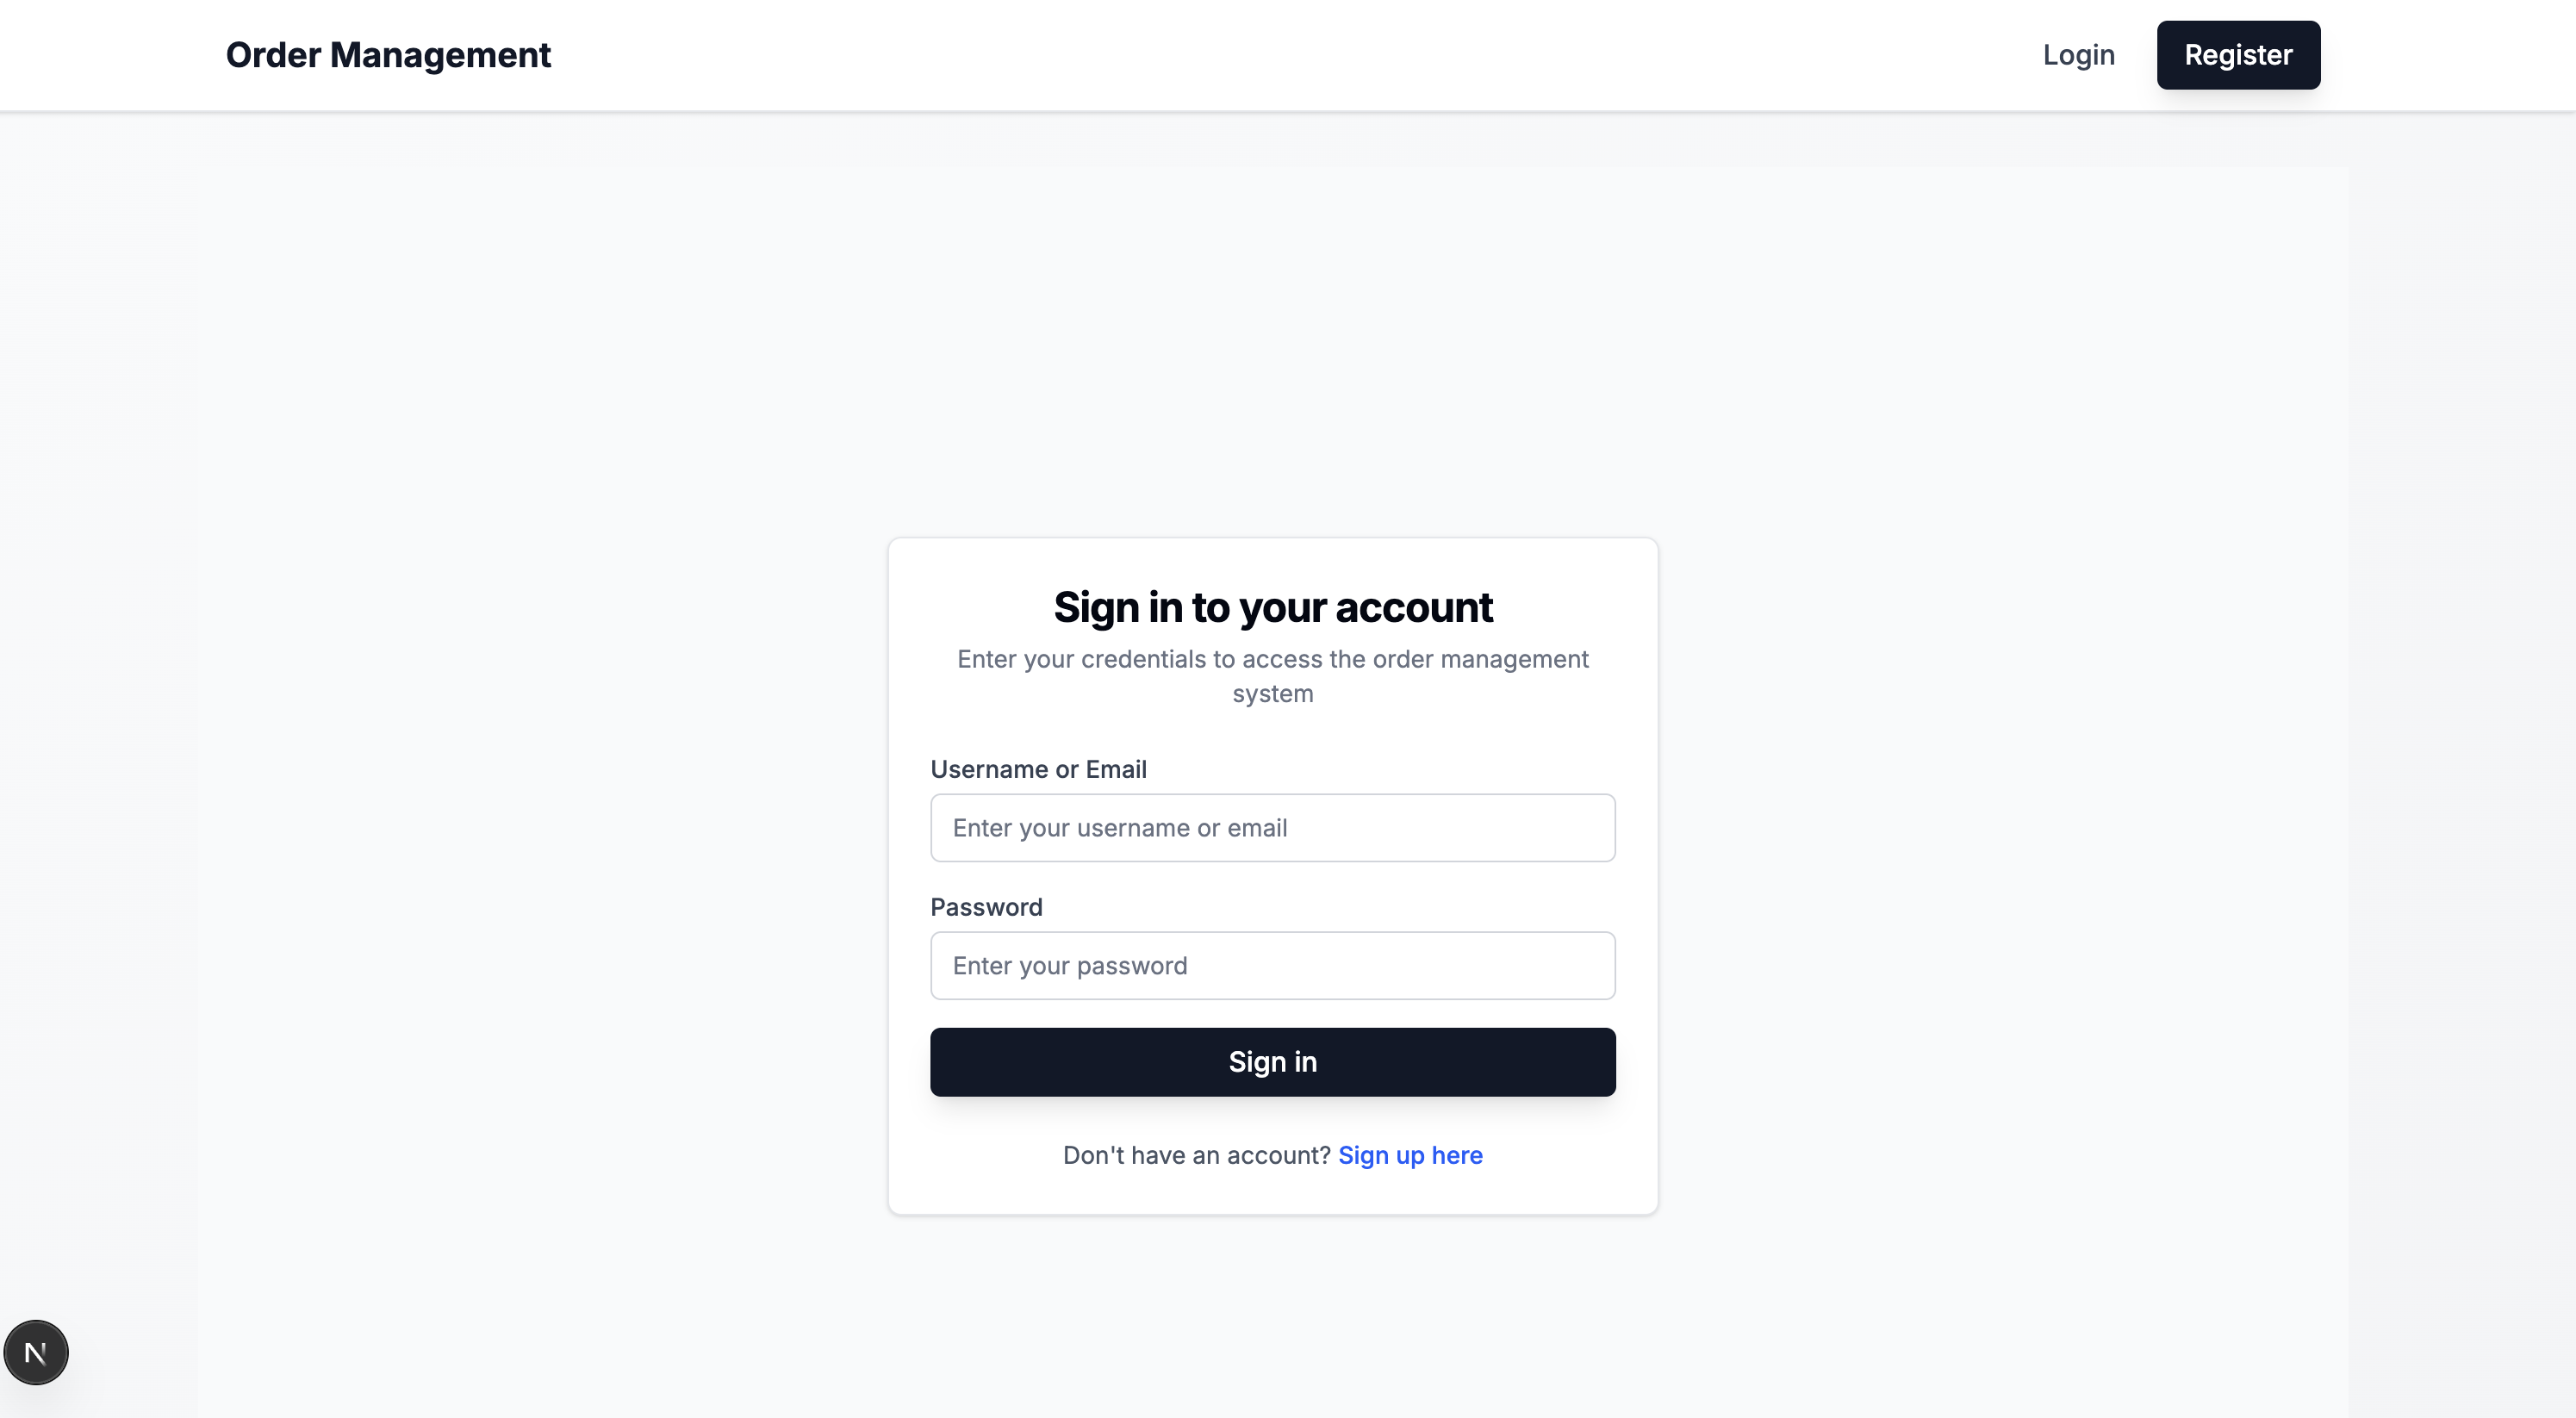 Order Management
Login
Register
Sign in to your account
Enter your credentials to access the order management
system
Username or Email
Enter your username or email
Password
Enter your password
Sign in
Don't have an account? Sign up here
N